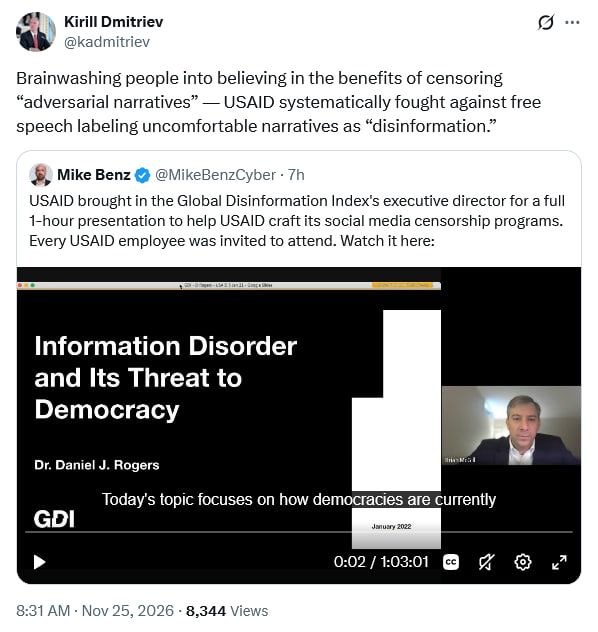 Kirill Dmitriev
@kadmitriev
Brainwashing people into believing in the benefits of censoring
“adversarial narratives” — USAID systematically fought against free
speech labeling uncomfortable narratives as “disinformation.”
Mike Benz @MikeBenzCyber · 7h
USAID brought in the Global Disinformation Index's executive director for a full
1-hour presentation to help USAID craft its social media censorship programs.
Every USAID employee was invited to attend. Watch it here:
Information Disorder
and Its Threat to
Democracy
Dr. Daniel J. Rogers
Brian McGill
Today's topic focuses on how democracies are currently
GDI
January 2022
0:02 / 1:03:01
CC
8:31 AM · Nov 25, 2026 · 8,344 Views